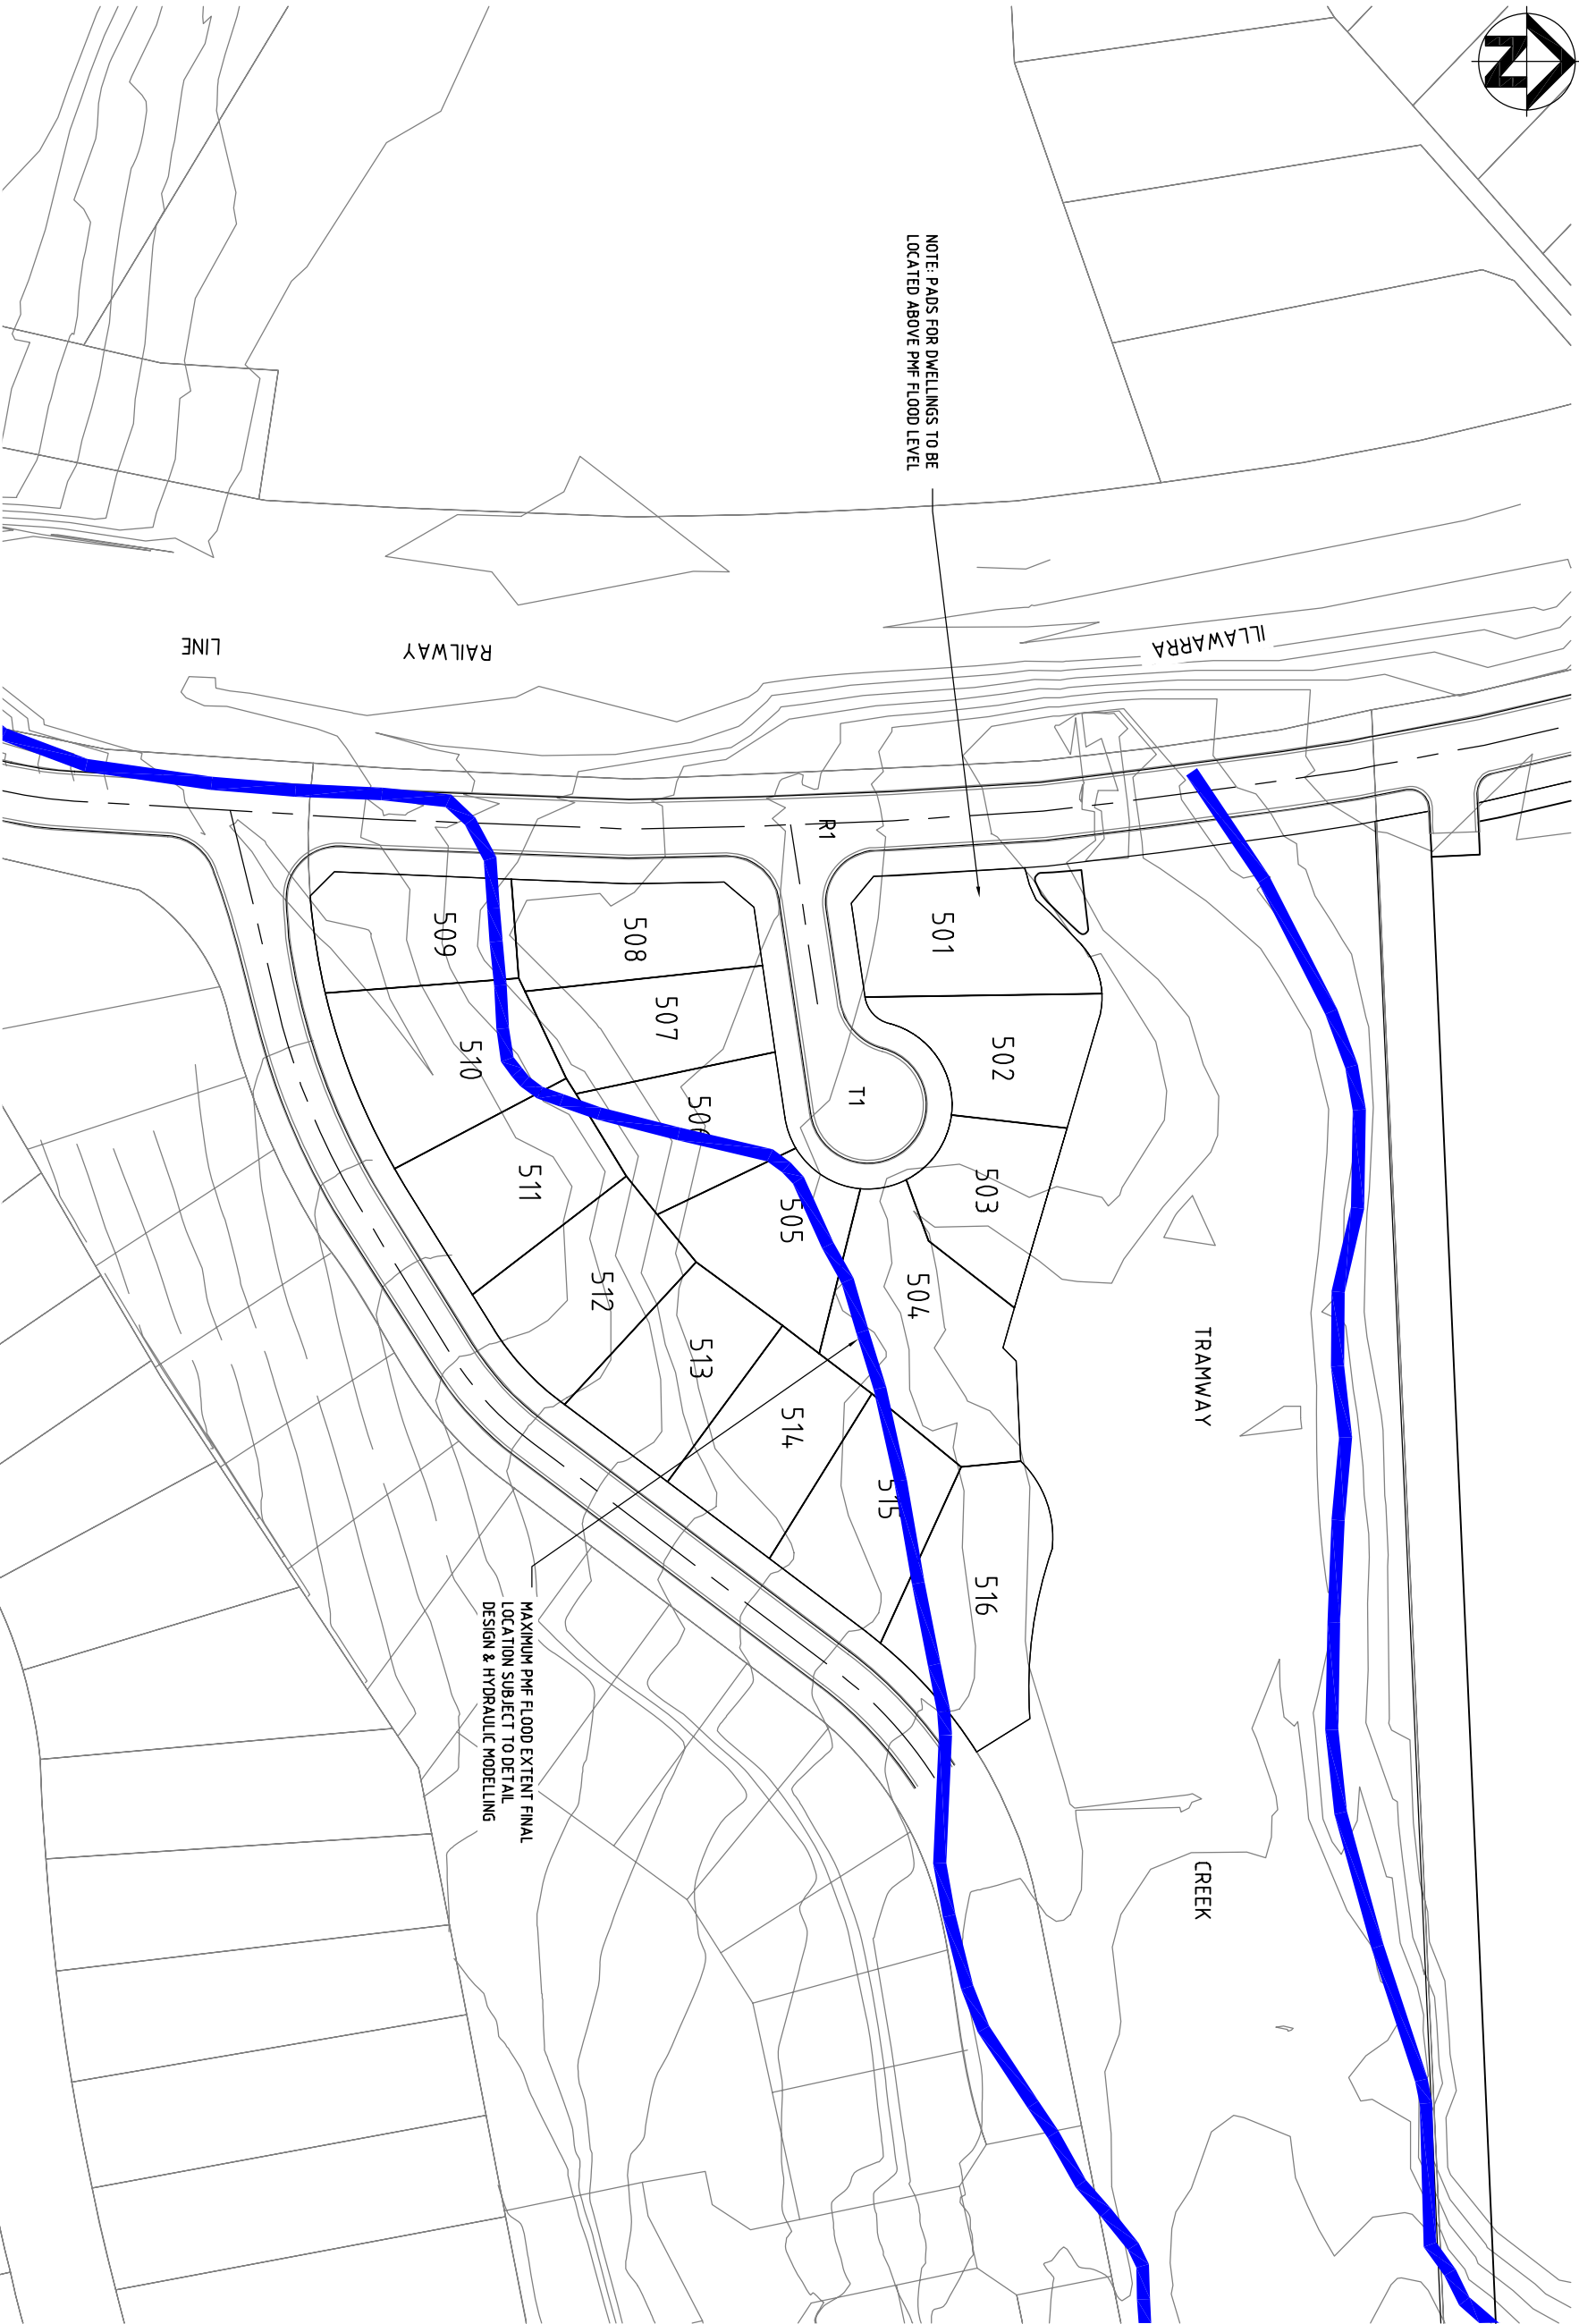 N
NOTE: PADS FOR DWELLINGS TO BE
LOCATED ABOVE PMF FLOOD LEVEL
ILLAWARRA
RAILWAY
LINE
R1
T1
501
502
503
504
505
506
507
508
509
510
511
512
513
514
515
516
TRAMWAY
CREEK
MAXIMUM PMF FLOOD EXTENT FINAL
LOCATION SUBJECT TO DETAIL
DESIGN & HYDRAULIC MODELLING